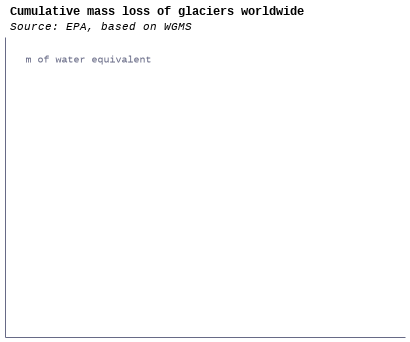 Cumulative mass loss of glaciers worldwide
Source: EPA, based on WGMS
m of water equivalent